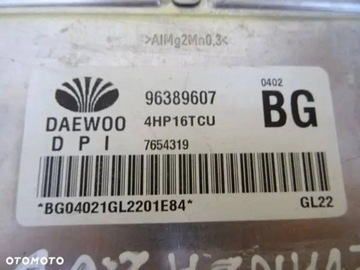 >AlMg2Mn0,3<
0402
96389607 BG
DAEWOO 4HP16TCU
DPI 7654319
*BG04021GL2201E84* GL22
OTOMOTO